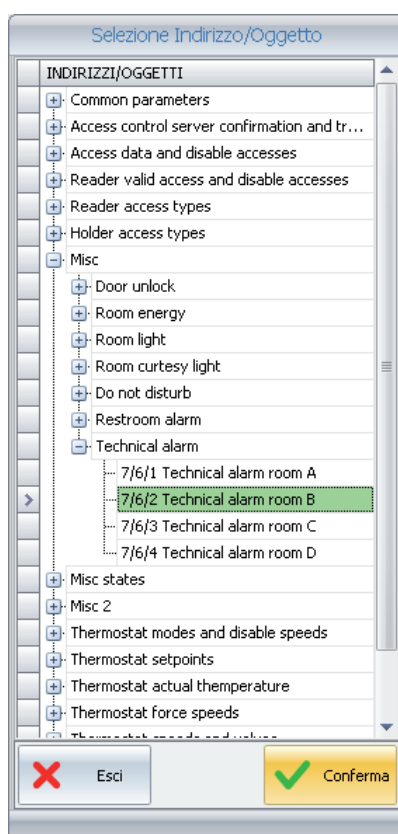 Selezione Indirizzo/Oggetto
INDIRIZZI/OGGETTI
Common parameters
Access control server confirmation and tr...
Access data and disable accesses
Reader valid access and disable accesses
Reader access types
Holder access types
Misc
Door unlock
Room energy
Room light
Room curtesy light
Do not disturb
Restroom alarm
Technical alarm
7/6/1 Technical alarm room A
7/6/2 Technical alarm room B
7/6/3 Technical alarm room C
7/6/4 Technical alarm room D
Misc states
Misc 2
Thermostat modes and disable speeds
Thermostat setpoints
Thermostat actual themperature
Thermostat force speeds
Thermostat speeds and valves
Esci
Conferma